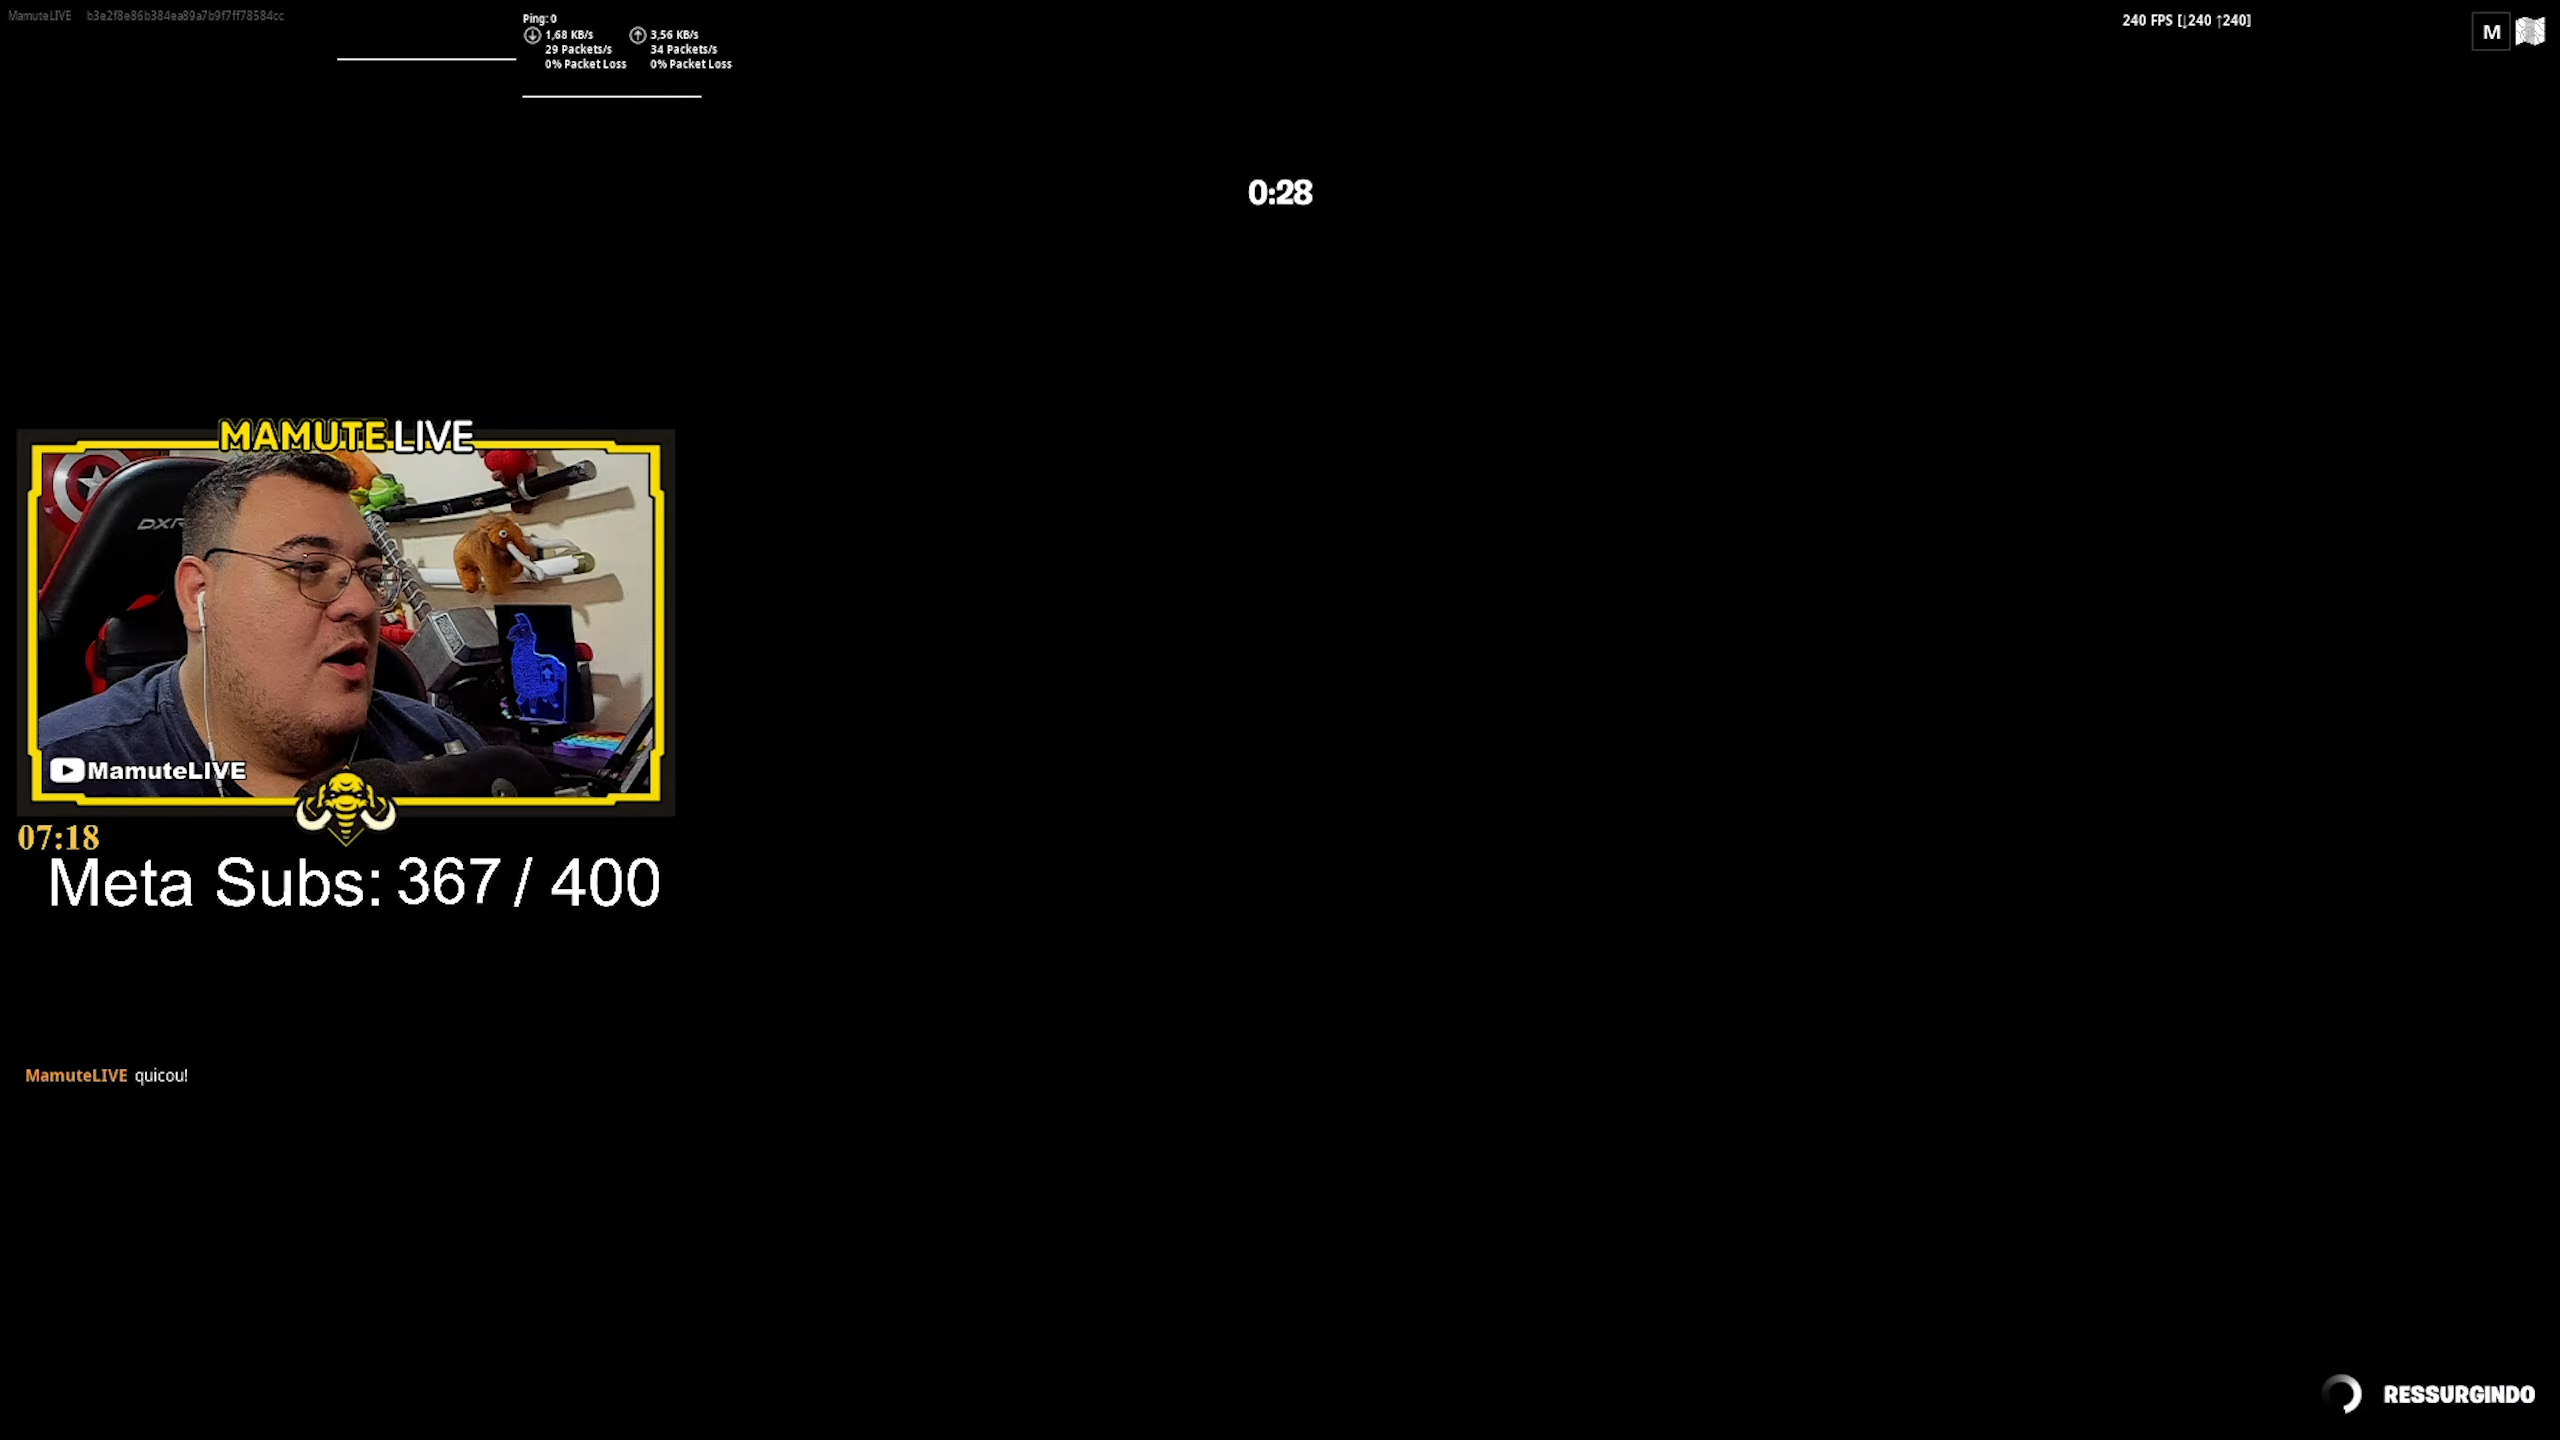 MamuteLIVE b3e2f8e86b384ea89a7b9f7ff78584cc
Ping: 0
1,68 KB/s 3,56 KB/s
29 Packets/s 34 Packets/s
0% Packet Loss 0% Packet Loss
240 FPS [↓240 ↑240]
M
0:28
MAMUTE LIVE
DXR
MamuteLIVE
07:18
Meta Subs: 367 / 400
MamuteLIVE quicou!
RESSURGINDO